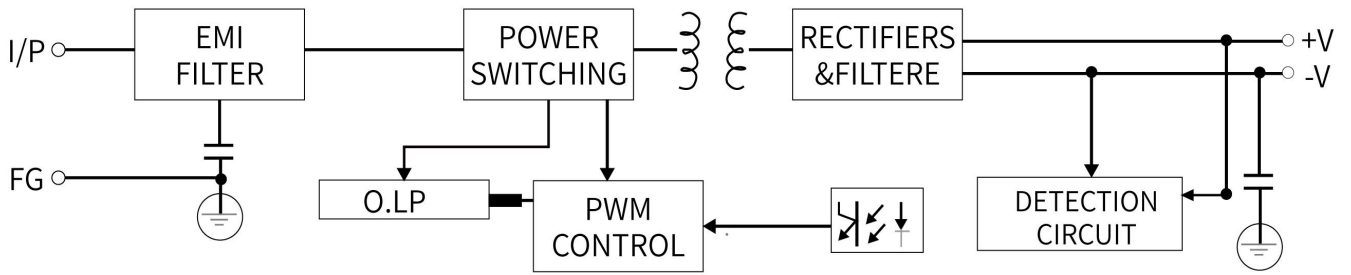 I/P
EMI
FILTER
POWER
SWITCHING
RECTIFIERS
&FILTERE
+V
-V
FG
O.LP
PWM
CONTROL
DETECTION
CIRCUIT